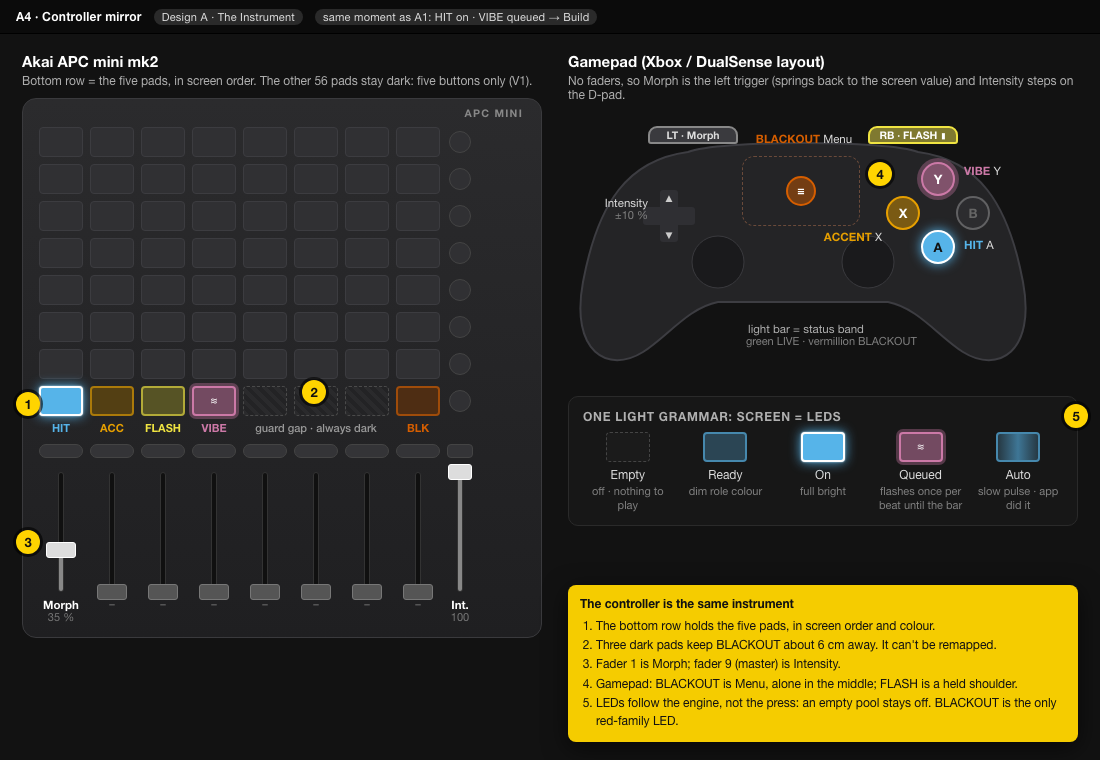 A4 · Controller mirror
Design A · The Instrument
same moment as A1: HIT on · VIBE queued → Build
Akai APC mini mk2
Bottom row = the five pads, in screen order. The other 56 pads stay dark: five buttons only (V1).
APC MINI
1
2
HIT
ACC
FLASH
VIBE
guard gap · always dark
BLK
3
Morph
35 %
Int.
100
Gamepad (Xbox / DualSense layout)
No faders, so Morph is the left trigger (springs back to the screen value) and Intensity steps on
the D-pad.
LT · Morph
BLACKOUT Menu
RB · FLASH
4
Y
VIBE Y
Intensity
±10 %
X
B
ACCENT X
A
HIT A
light bar = status band
green LIVE · vermillion BLACKOUT
5
ONE LIGHT GRAMMAR: SCREEN = LEDS
Empty
off · nothing to
play
Ready
dim role colour
On
full bright
Queued
flashes once per
beat until the bar
Auto
slow pulse · app
did it
The controller is the same instrument
1. The bottom row holds the five pads, in screen order and colour.
2. Three dark pads keep BLACKOUT about 6 cm away. It can't be remapped.
3. Fader 1 is Morph; fader 9 (master) is Intensity.
4. Gamepad: BLACKOUT is Menu, alone in the middle; FLASH is a held shoulder.
5. LEDs follow the engine, not the press: an empty pool stays off. BLACKOUT is the only
red-family LED.